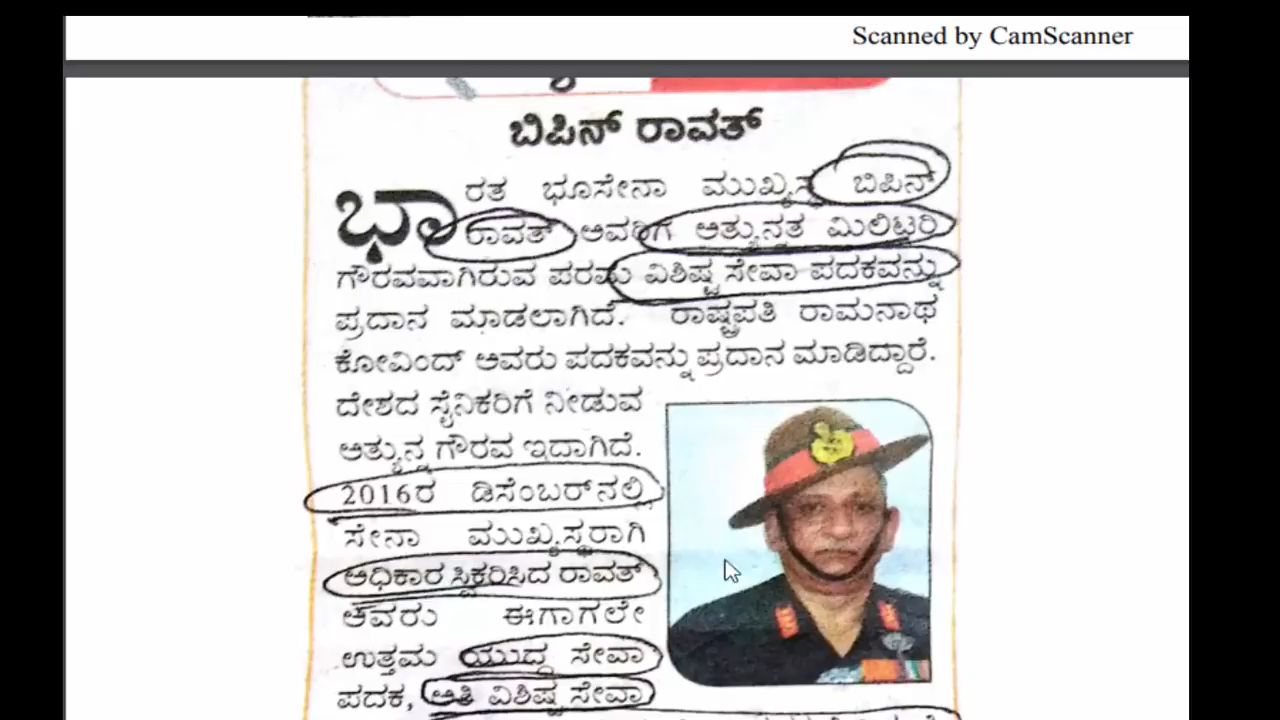 Scanned by CamScanner
ಬಿಪಿನ್ ರಾವತ್
ಭಾರತ ಭೂಸೇನಾ ಮುಖ್ಯಸ್ಥ ಬಿಪಿನ್
ರಾವತ್ ಅವರಿಗೆ ಅತ್ಯುನ್ನತ ಮಿಲಿಟರಿ
ಗೌರವವಾಗಿರುವ ಪರಮ ವಿಶಿಷ್ಟ ಸೇವಾ ಪದಕವನ್ನು
ಪ್ರದಾನ ಮಾಡಲಾಗಿದೆ. ರಾಷ್ಟ್ರಪತಿ ರಾಮನಾಥ
ಕೋವಿಂದ್ ಅವರು ಪದಕವನ್ನು ಪ್ರದಾನ ಮಾಡಿದ್ದಾರೆ.
ದೇಶದ ಸೈನಿಕರಿಗೆ ನೀಡುವ
ಅತ್ಯುನ್ನ ಗೌರವ ಇದಾಗಿದೆ.
2016ರ ಡಿಸೆಂಬರ್‌ನಲ್ಲಿ
ಸೇನಾ ಮುಖ್ಯಸ್ಥರಾಗಿ
ಅಧಿಕಾರ ಸ್ವಿಕರಿಸಿದ ರಾವತ್
ಅವರು ಈಗಾಗಲೇ
ಉತ್ತಮ ಯುದ್ಧ ಸೇವಾ
ಪದಕ, ಅತಿ ವಿಶಿಷ್ಟ ಸೇವಾ